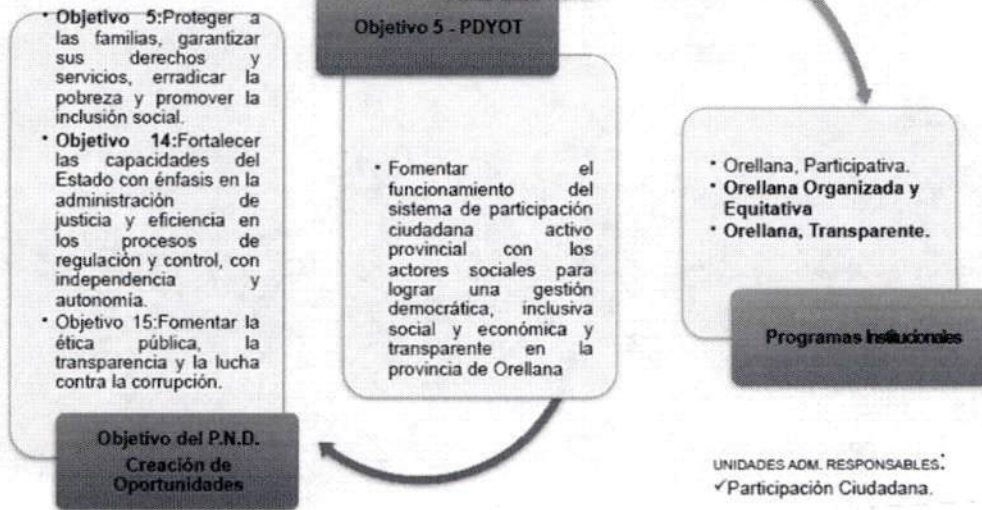 • Objetivo 5:Proteger a
las familias, garantizar
sus derechos y
servicios, erradicar la
pobreza y promover la
inclusión social.
• Objetivo 14:Fortalecer
las capacidades del
Estado con énfasis en la
administración de
justicia y eficiencia en
los procesos de
regulación y control, con
independencia y
autonomía.
• Objetivo 15:Fomentar la
ética pública, la
transparencia y la lucha
contra la corrupción.
Objetivo del P.N.D.
Creación de
Oportunidades
Objetivo 5 - PDYOT
• Fomentar el
funcionamiento del
sistema de participación
ciudadana activo
provincial con los
actores sociales para
lograr una gestión
democrática, inclusiva
social y económica y
transparente en la
provincia de Orellana
• Orellana, Participativa.
• Orellana Organizada y
Equitativa
• Orellana, Transparente.
Programas Institucionales
UNIDADES ADM. RESPONSABLES:
✓Participación Ciudadana.